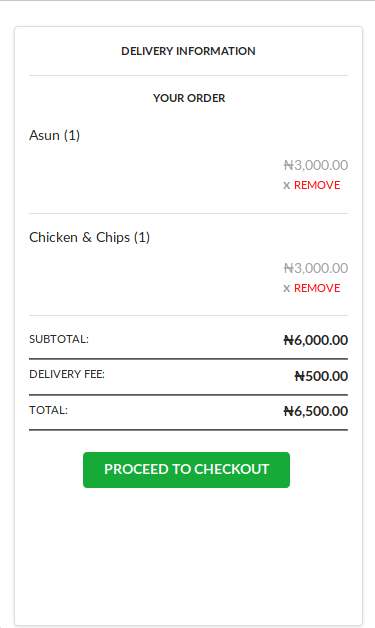 DELIVERY INFORMATION
YOUR ORDER
Asun (1)
₦3,000.00
x REMOVE
Chicken & Chips (1)
₦3,000.00
x REMOVE
SUBTOTAL: ₦6,000.00
DELIVERY FEE: ₦500.00
TOTAL: ₦6,500.00
PROCEED TO CHECKOUT